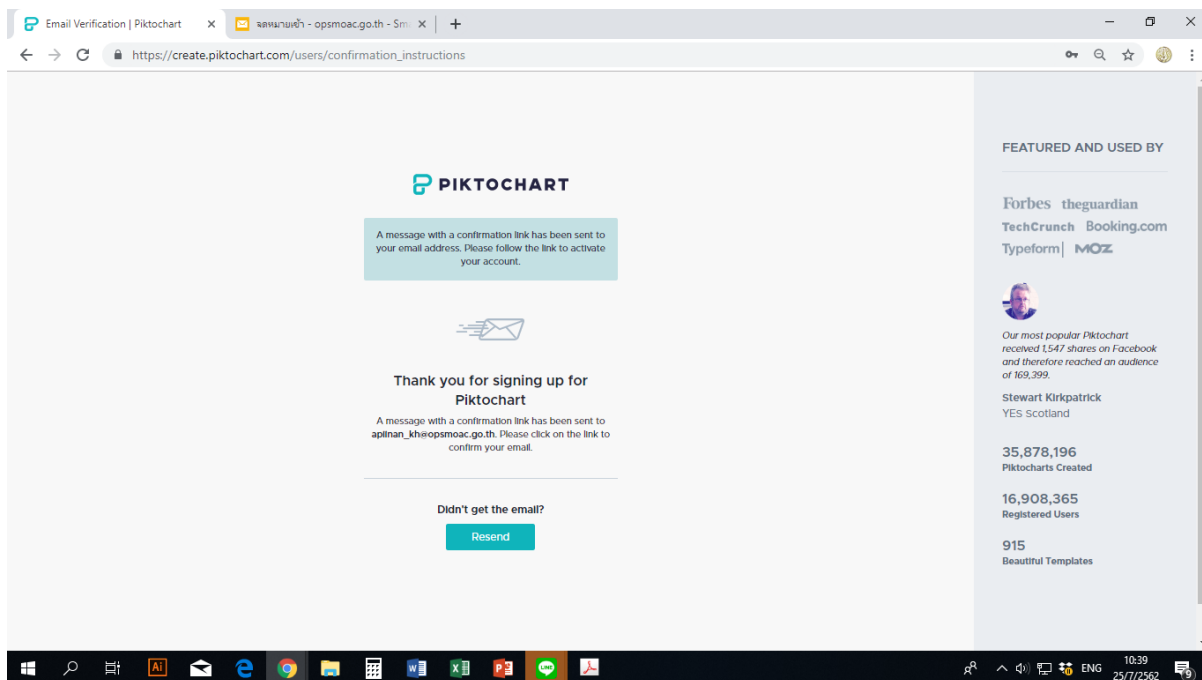 Email Verification | Piktochart
จดหมายเข้า - opsmoac.go.th - Sm
https://create.piktochart.com/users/confirmation_instructions
PIKTOCHART
A message with a confirmation link has been sent to
your email address. Please follow the link to activate
your account.
Thank you for signing up for
Piktochart
A message with a confirmation link has been sent to
apiinan_kh@opsmoac.go.th. Please click on the link to
confirm your email.
Didn't get the email?
Resend
FEATURED AND USED BY
Forbes theguardian
TechCrunch Booking.com
Typeform| MOZ
Our most popular Piktochart
received 1,547 shares on Facebook
and therefore reached an audience
of 169,399.
Stewart Kirkpatrick
YES Scotland
35,878,196
Piktocharts Created
16,908,365
Registered Users
915
Beautiful Templates
Ai
LINE
ENG
10:39
25/7/2562
9